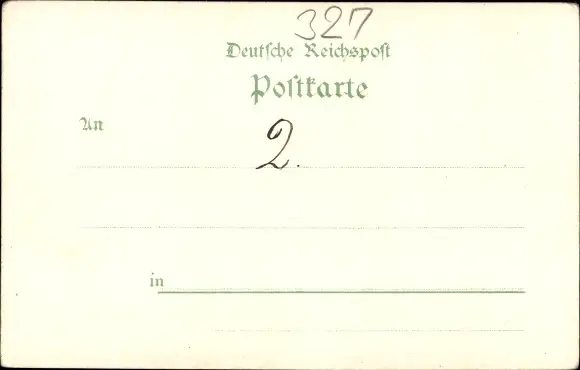 327
Deutſche Reichspoſt
Poſtkarte
An
2.
in